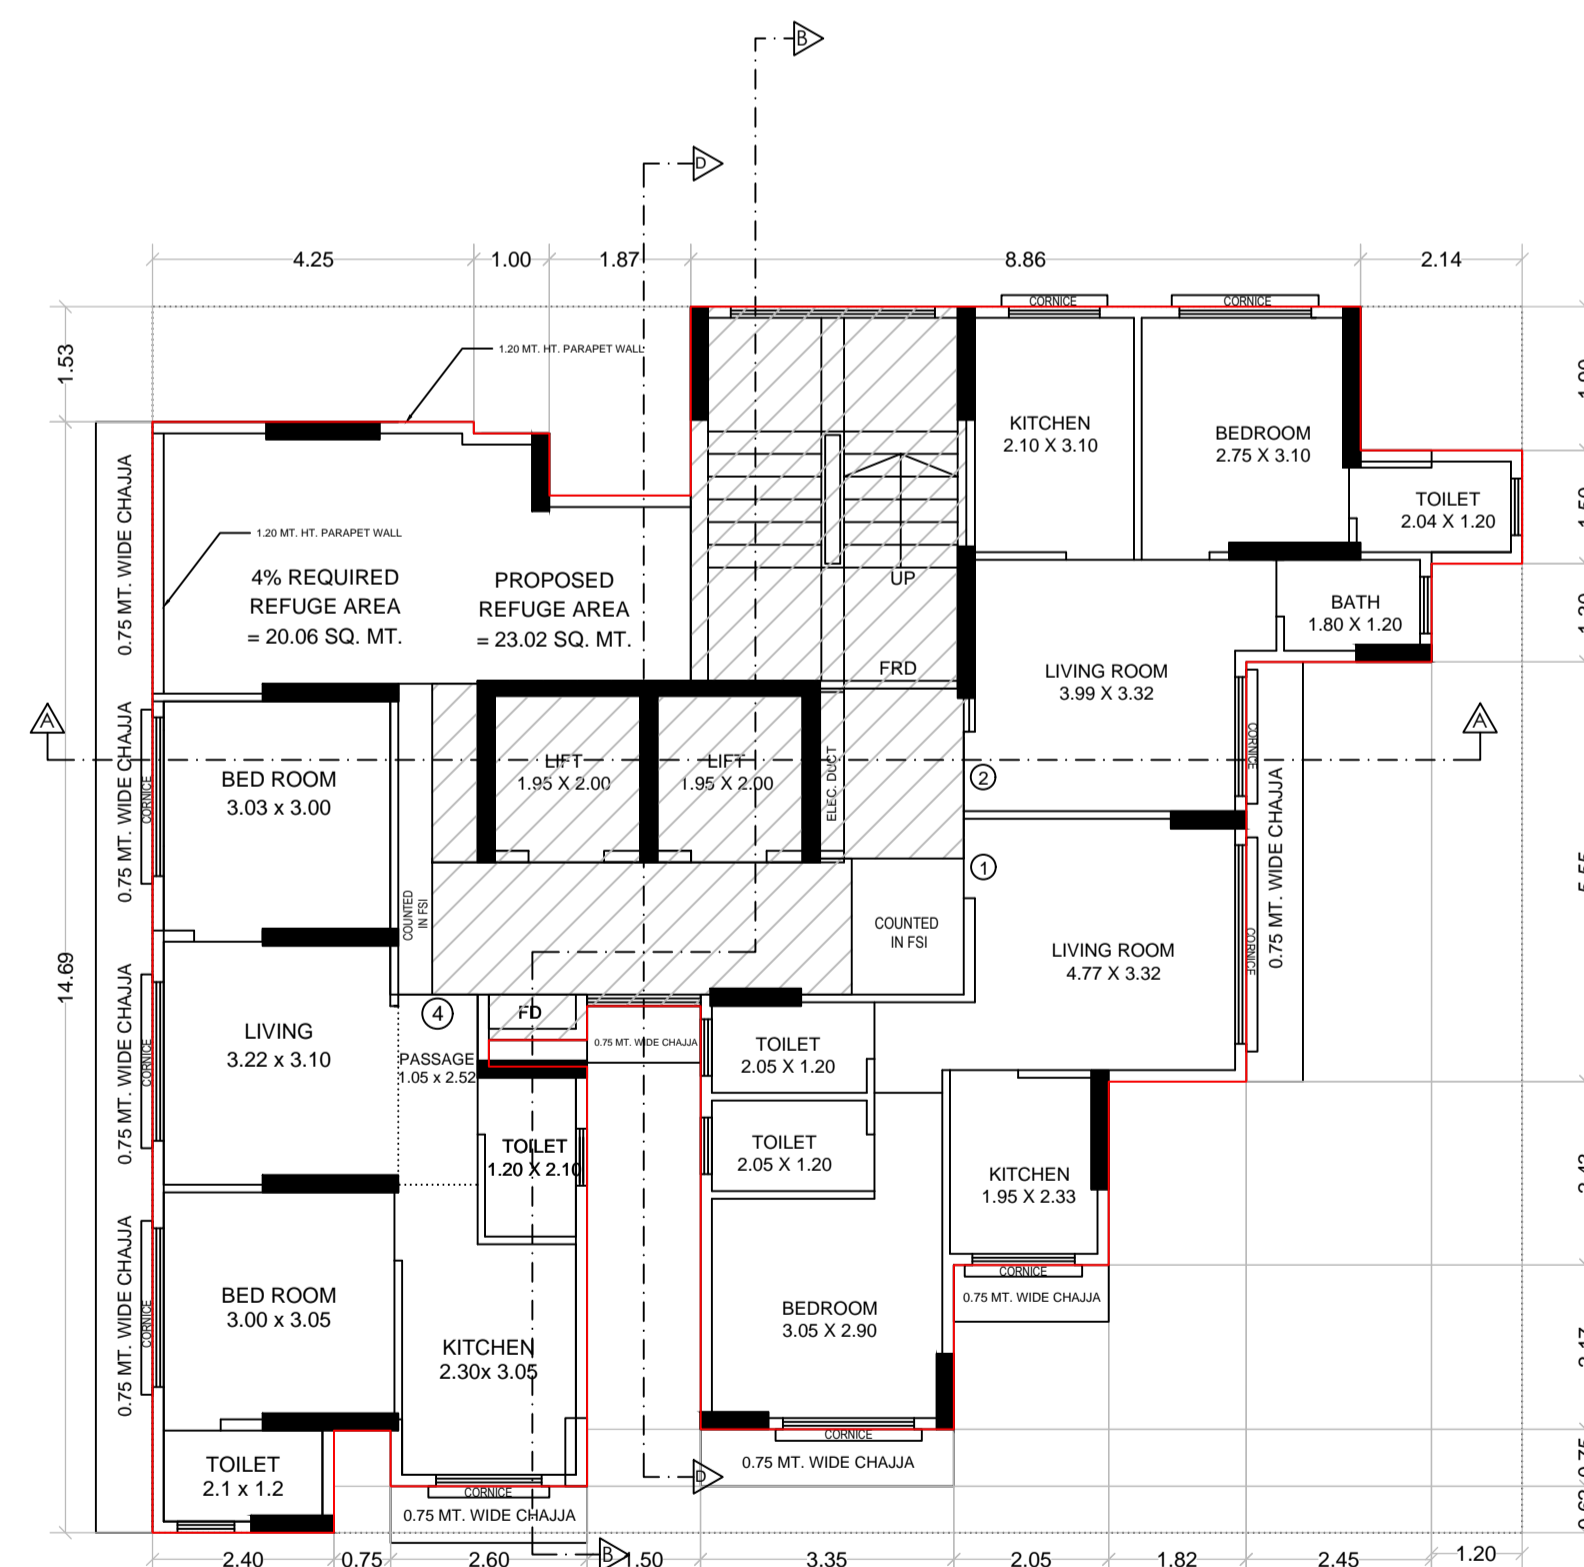 B
D
4.25
1.00
1.87
8.86
2.14
CORNICE
CORNICE
1.53
1.20 MT. HT. PARAPET WALL
KITCHEN
2.10 X 3.10
BEDROOM
2.75 X 3.10
TOILET
2.04 X 1.20
0.75 MT. WIDE CHAJJA
1.20 MT. HT. PARAPET WALL
4% REQUIRED
REFUGE AREA
= 20.06 SQ. MT.
PROPOSED
REFUGE AREA
= 23.02 SQ. MT.
UP
BATH
1.80 X 1.20
FRD
LIVING ROOM
3.99 X 3.32
A
A
0.75 MT. WIDE CHAJJA
CORNICE
BED ROOM
3.03 x 3.00
LIFT
1.95 X 2.00
LIFT
1.95 X 2.00
ELEC. DUCT
2
CORNICE
0.75 MT. WIDE CHAJJA
1
COUNTED
IN FSI
COUNTED
IN FSI
LIVING ROOM
4.77 X 3.32
CORNICE
5.55
14.69
0.75 MT. WIDE CHAJJA
CORNICE
LIVING
3.22 x 3.10
4
FD
PASSAGE
1.05 x 2.52
0.75 MT. WIDE CHAJJA
TOILET
2.05 X 1.20
TOILET
1.20 X 2.10
TOILET
2.05 X 1.20
KITCHEN
1.95 X 2.33
0.75 MT. WIDE CHAJJA
CORNICE
BED ROOM
3.00 x 3.05
KITCHEN
2.30x 3.05
BEDROOM
3.05 X 2.90
CORNICE
0.75 MT. WIDE CHAJJA
CORNICE
0.75 MT. WIDE CHAJJA
D
TOILET
2.1 x 1.2
CORNICE
0.75 MT. WIDE CHAJJA
B
2.40
0.75
2.60
1.50
3.35
2.05
1.82
2.45
1.20